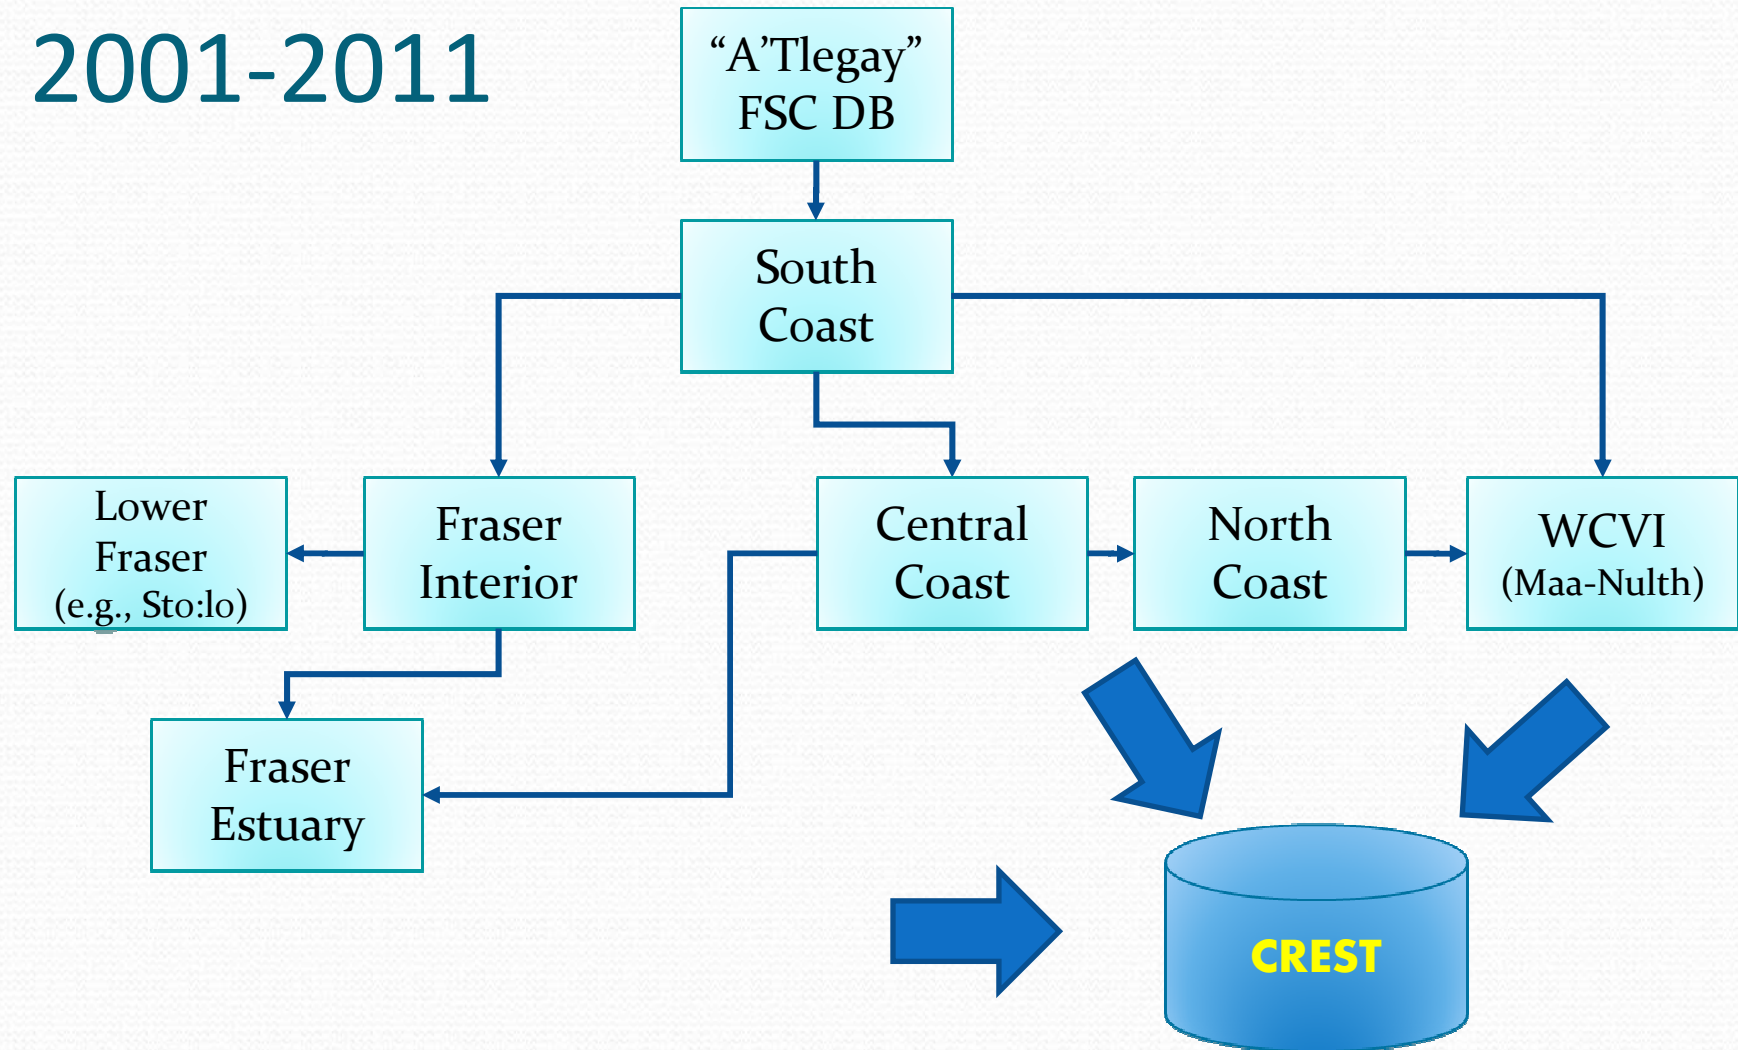 2001-2011
“A’Tlegay”
FSC DB
South
Coast
Lower
Fraser
(e.g., Sto:lo)
Fraser
Interior
Central
Coast
North
Coast
WCVI
(Maa-Nulth)
Fraser
Estuary
CREST